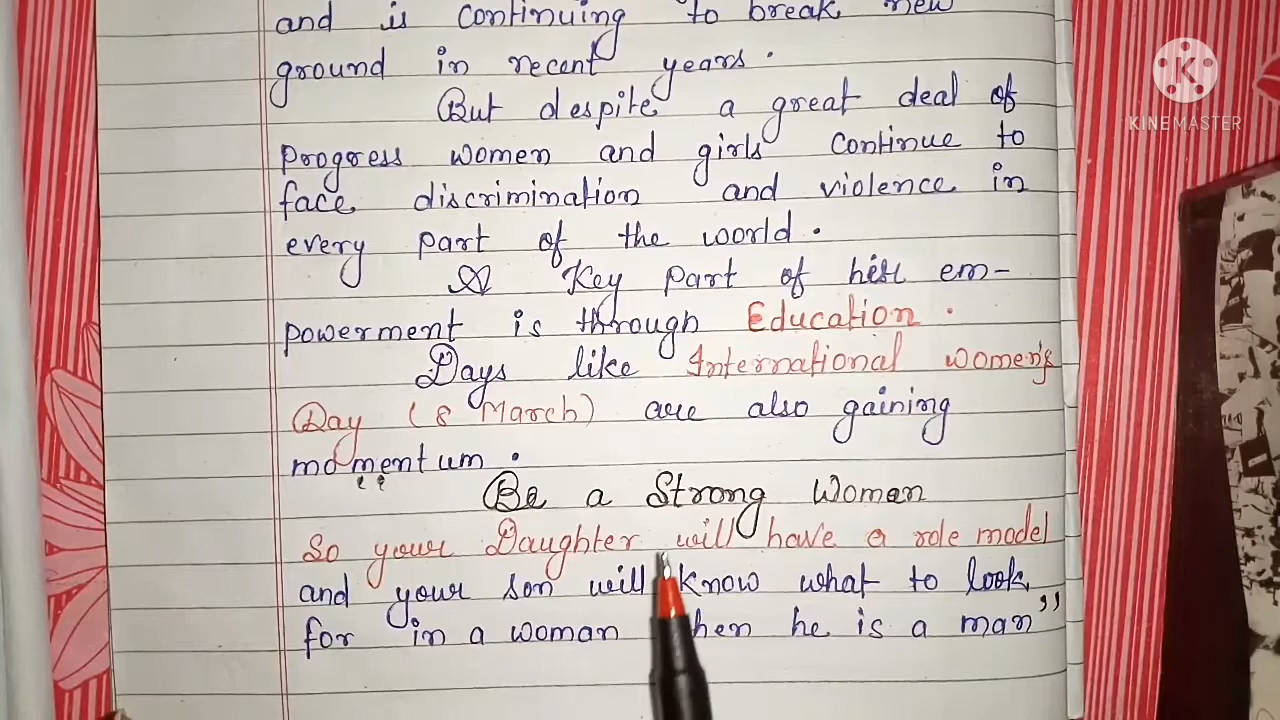 and is continuing to break new
ground in recent years.
But despite a great deal of
Progress women and girls continue to
face discrimination and violence in
every part of the world.
A Key Part of her em-
powerment is through Education.
Days like International women's
Day (8 March) are also gaining
momentum.
" Be a Strong Women
So your Daughter will have a role model
and your son will know what to look
for in a woman hen he is a man"
KINEMASTER